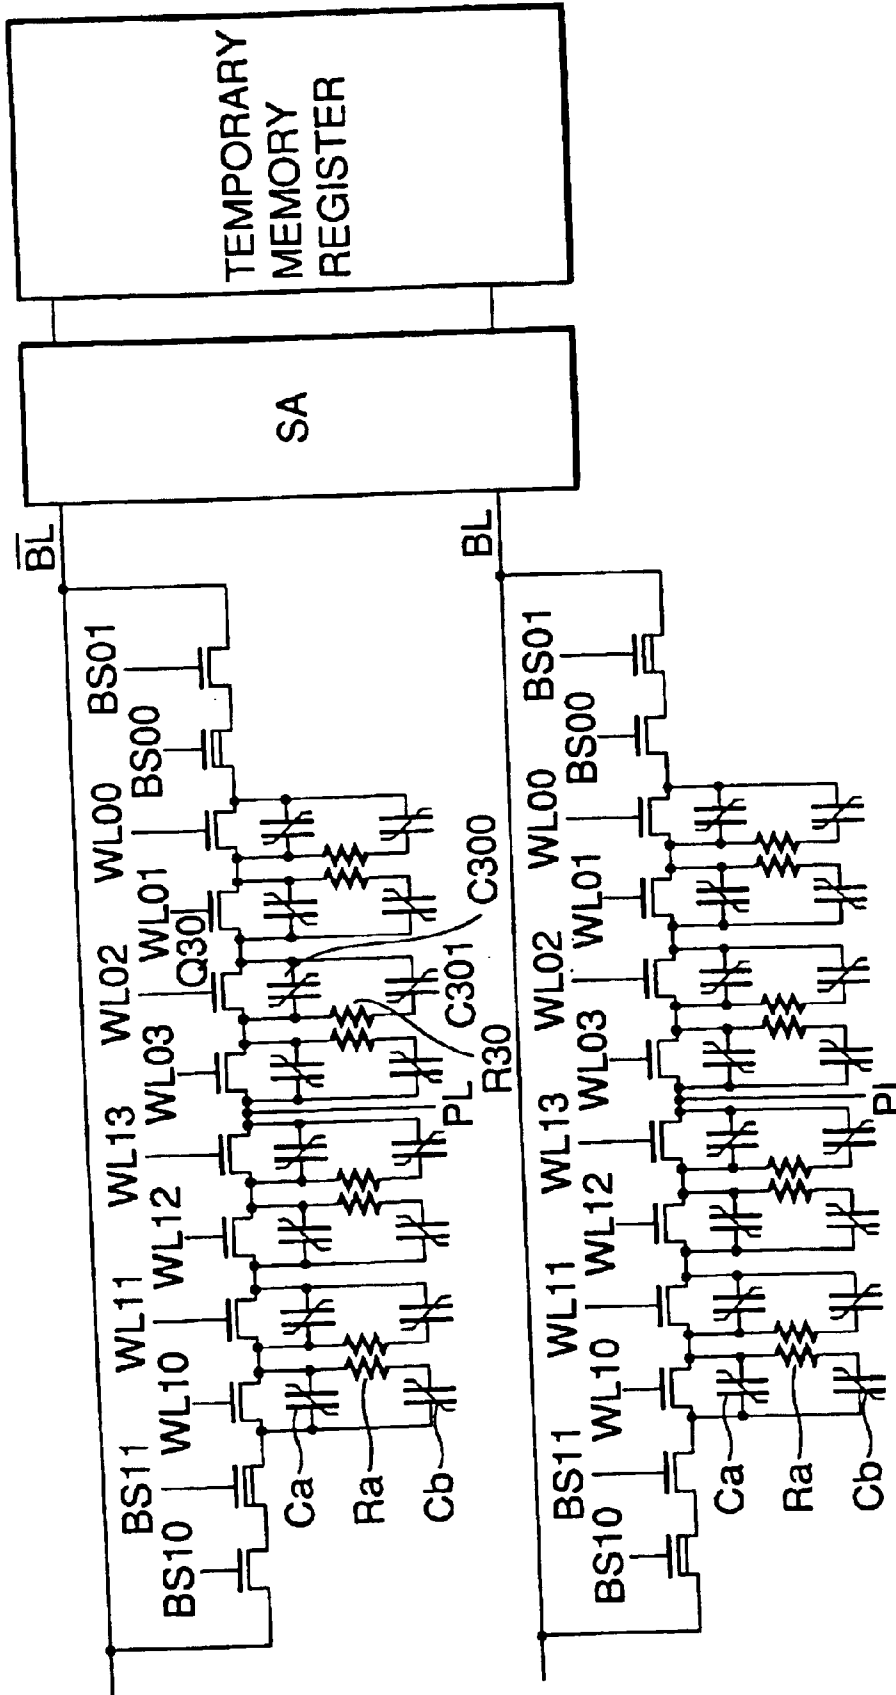 TEMPORARY
MEMORY
REGISTER
SA
B̅L̅
BS01
BS00
WL00
WL01
Q30
WL02
WL03
WL13
WL12
WL11
WL10
BS11
BS10
C300
C301
R30
PL
Ca
Ra
Cb
BL
BS01
BS00
WL00
WL01
WL02
WL03
WL13
WL12
WL11
WL10
BS11
BS10
PL
Ca
Ra
Cb